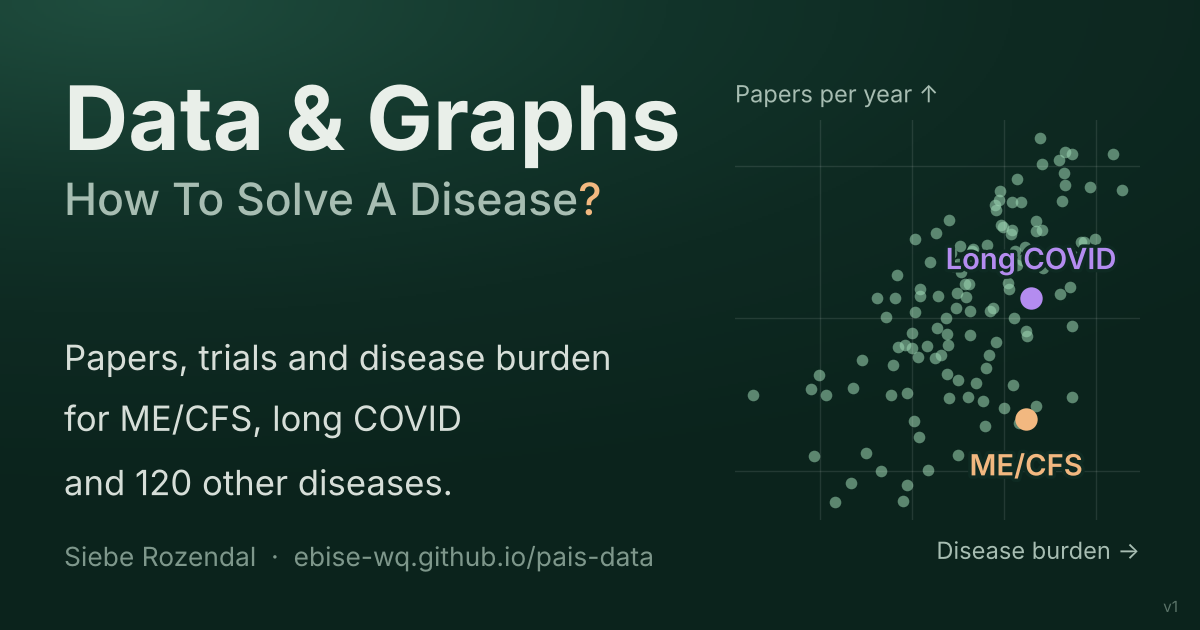 Data & Graphs
How To Solve A Disease?
Papers, trials and disease burden
for ME/CFS, long COVID
and 120 other diseases.
Siebe Rozendal · ebise-wq.github.io/pais-data
Papers per year ↑
Long COVID
ME/CFS
Disease burden →
v1